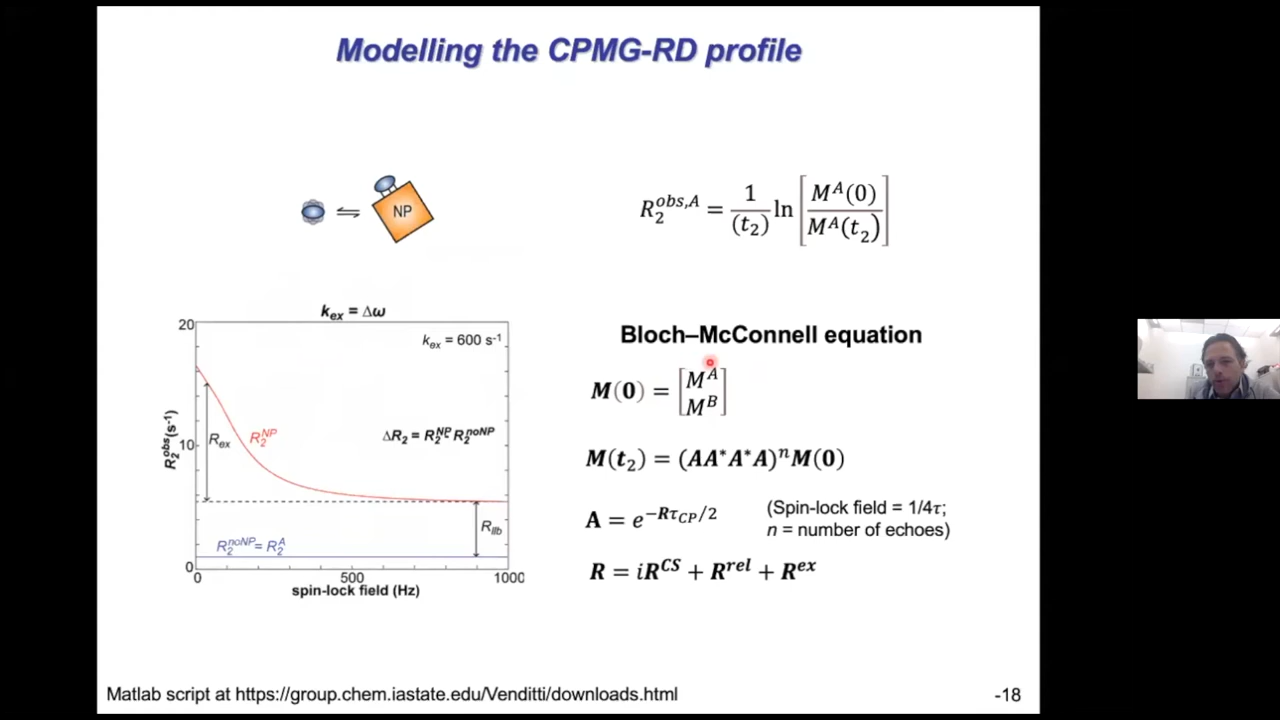 Modelling the CPMG-RD profile
NP
R₂^{obs,A} = 1/(t₂) ln [M^A(0)/M^A(t₂)]
k_ex = Δω
20
k_ex = 600 s⁻¹
R_ex
R₂^{NP}
ΔR₂ = R₂^{NP} - R₂^{noNP}
10
R₂^{obs}(s⁻¹)
R_llb
R₂^{noNP} = R₂^A
0
0 500 1000
spin-lock field (Hz)
Bloch–McConnell equation
M(0) = [M^A M^B]
M(t₂) = (AA*A*A)ⁿM(0)
A = e^{−Rτ_CP/2}
(Spin-lock field = 1/4τ;
n = number of echoes)
R = iR^{CS} + R^{rel} + R^{ex}
Matlab script at https://group.chem.iastate.edu/Venditti/downloads.html
-18